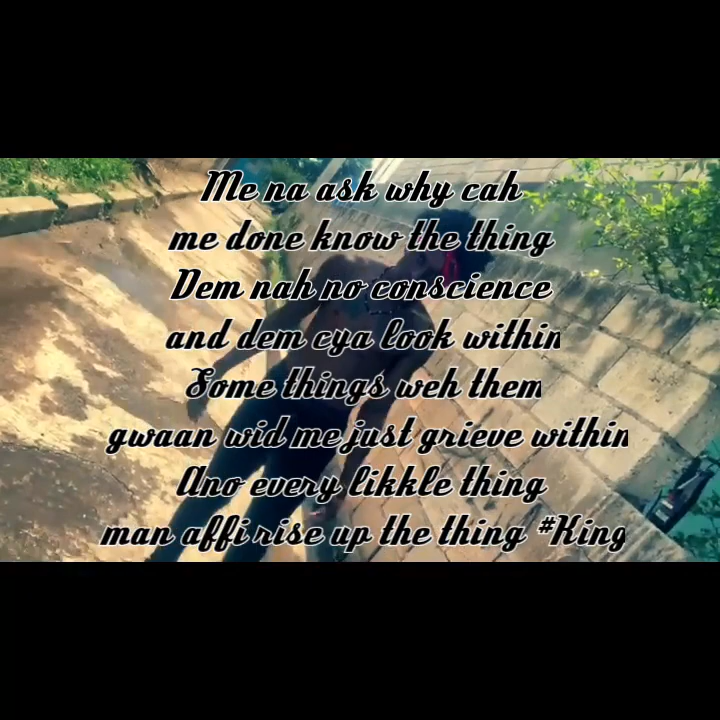 Me na ask why cah
me done know the thing
Dem nah no conscience
and dem cya look within
Some things weh them
gwaan wid me just grieve within
Ano every likkle thing
man affi rise up the thing #King